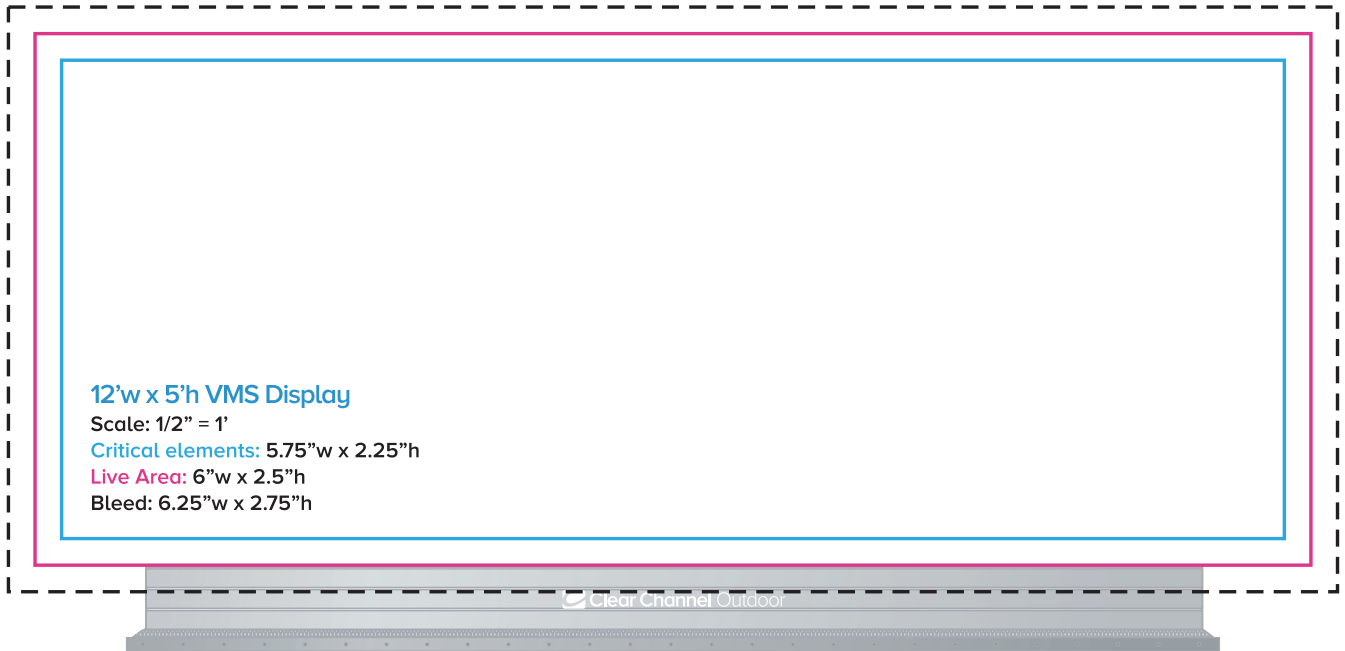 12’w x 5’h VMS Display
Scale: 1/2” = 1’
Critical elements: 5.75”w x 2.25”h
Live Area: 6”w x 2.5”h
Bleed: 6.25”w x 2.75”h
Clear Channel Outdoor